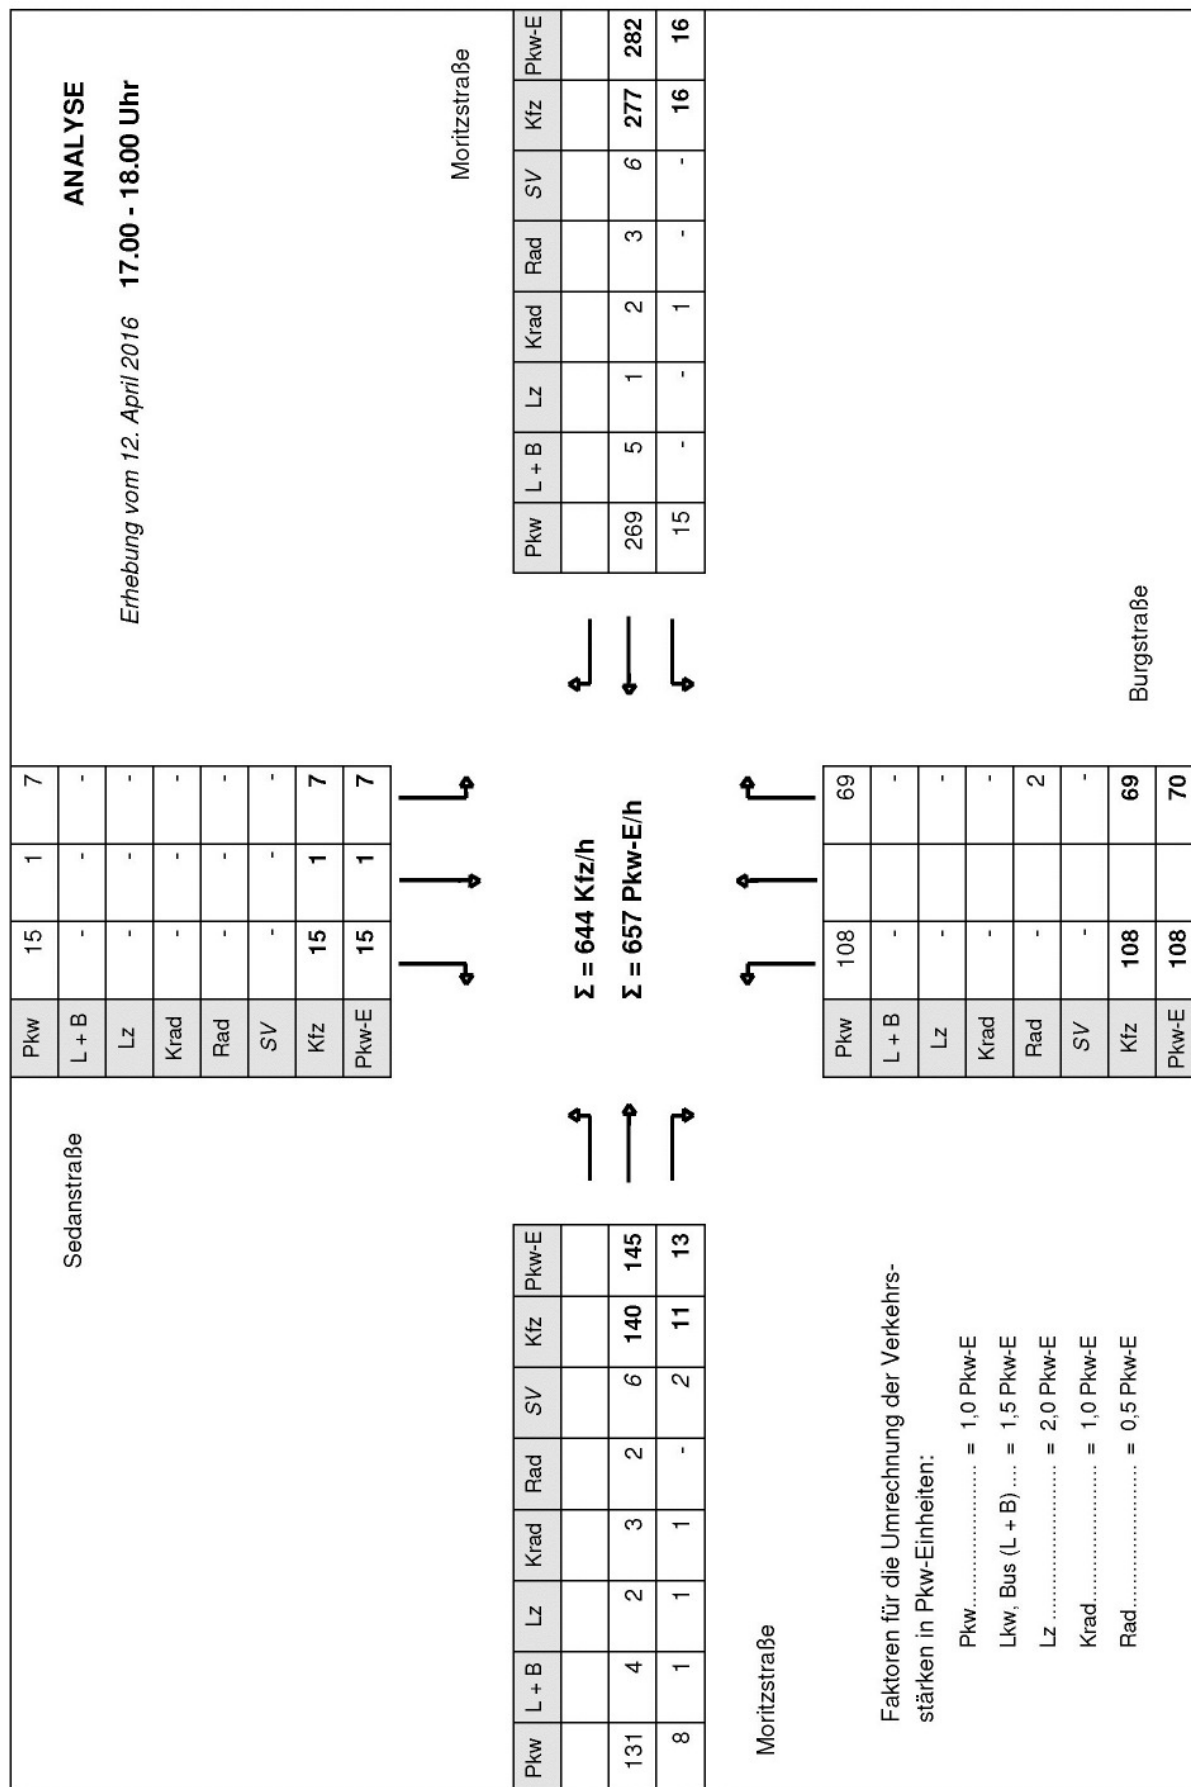 ANALYSE
Erhebung vom 12. April 2016 17.00 - 18.00 Uhr
Sedanstraße
Pkw 15 1 7
L + B - - -
Lz - - -
Krad - - -
Rad - - -
SV - - -
Kfz 15 1 7
Pkw-E 15 1 7
Moritzstraße
Pkw L + B Lz Krad Rad SV Kfz Pkw-E
269 5 1 2 3 6 277 282
15 - - 1 - - 16 16
Σ = 644 Kfz/h
Σ = 657 Pkw-E/h
Pkw L + B Lz Krad Rad SV Kfz Pkw-E
131 4 2 3 2 6 140 145
8 1 1 1 - 2 11 13
Moritzstraße
Pkw 108 69
L + B - -
Lz - -
Krad - -
Rad - 2
SV - -
Kfz 108 69
Pkw-E 108 70
Burgstraße
Faktoren für die Umrechnung der Verkehrs-
stärken in Pkw-Einheiten:
Pkw..................... = 1,0 Pkw-E
Lkw, Bus (L + B) .... = 1,5 Pkw-E
Lz ....................... = 2,0 Pkw-E
Krad.................... = 1,0 Pkw-E
Rad...................... = 0,5 Pkw-E